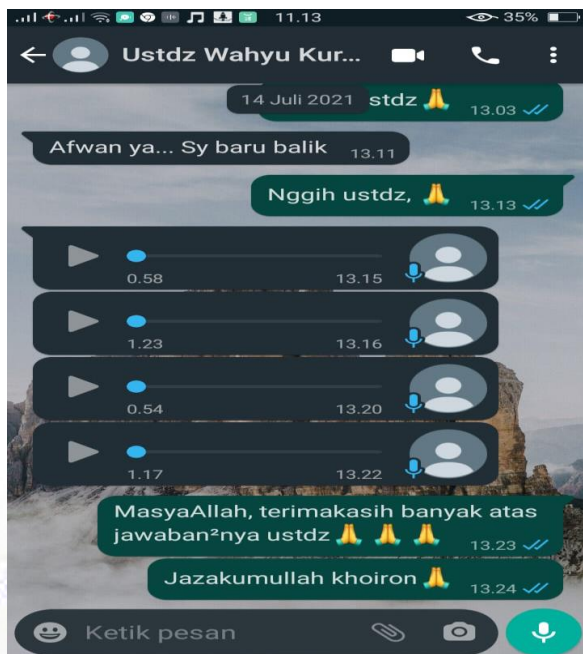 11.13 35%
Ustdz Wahyu Kur...
14 Juli 2021 stdz 🙏 13.03
Afwan ya... Sy baru balik 13.11
Nggih ustdz, 🙏 13.13
0.58 13.15
1.23 13.16
0.54 13.20
1.17 13.22
MasyaAllah, terimakasih banyak atas
jawaban²nya ustdz 🙏 🙏 🙏 13.23
Jazakumullah khoiron 🙏 13.24
Ketik pesan